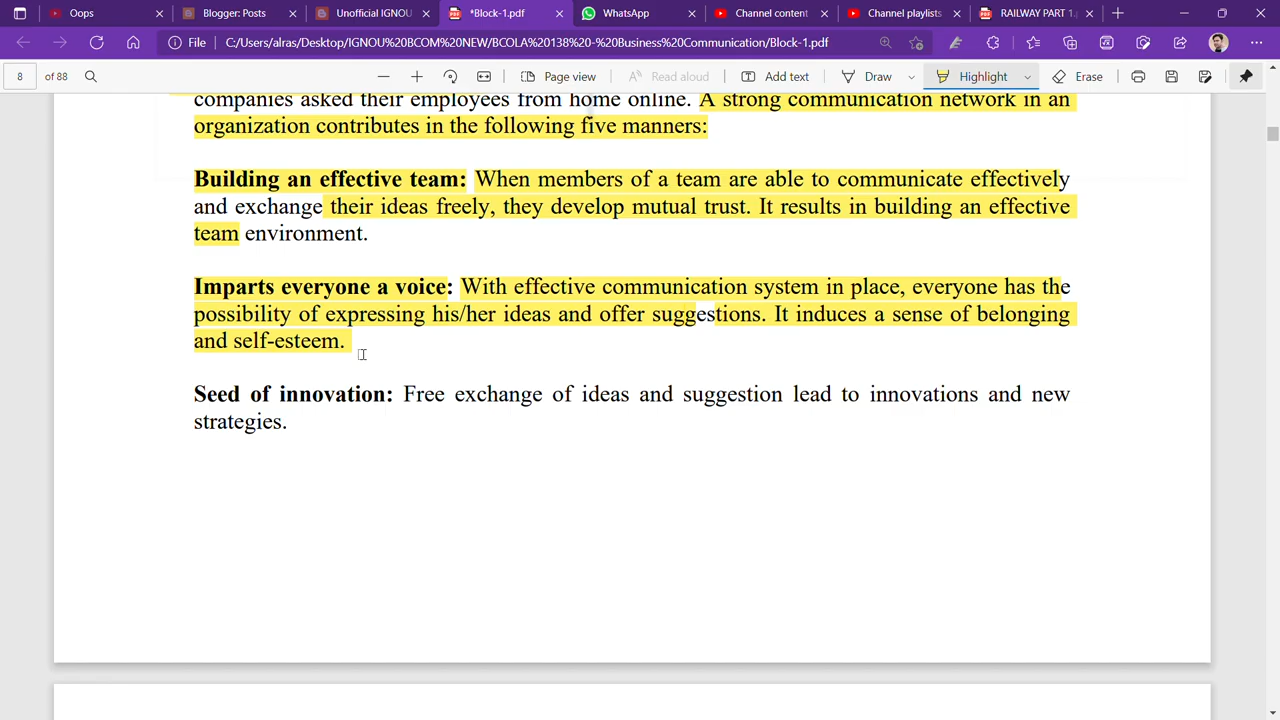 Oops
Blogger: Posts
Unofficial IGNOU
*Block-1.pdf
WhatsApp
Channel content
Channel playlists
RAILWAY PART 1.
File
C:/Users/alras/Desktop/IGNOU%20BCOM%20NEW/BCOLA%20138%20-%20Business%20Communication/Block-1.pdf
8 of 88
Page view
Read aloud
Add text
Draw
Highlight
Erase
companies asked their employees from home online. A strong communication network in an
organization contributes in the following five manners:
Building an effective team: When members of a team are able to communicate effectively
and exchange their ideas freely, they develop mutual trust. It results in building an effective
team environment.
Imparts everyone a voice: With effective communication system in place, everyone has the
possibility of expressing his/her ideas and offer suggestions. It induces a sense of belonging
and self-esteem.
Seed of innovation: Free exchange of ideas and suggestion lead to innovations and new
strategies.